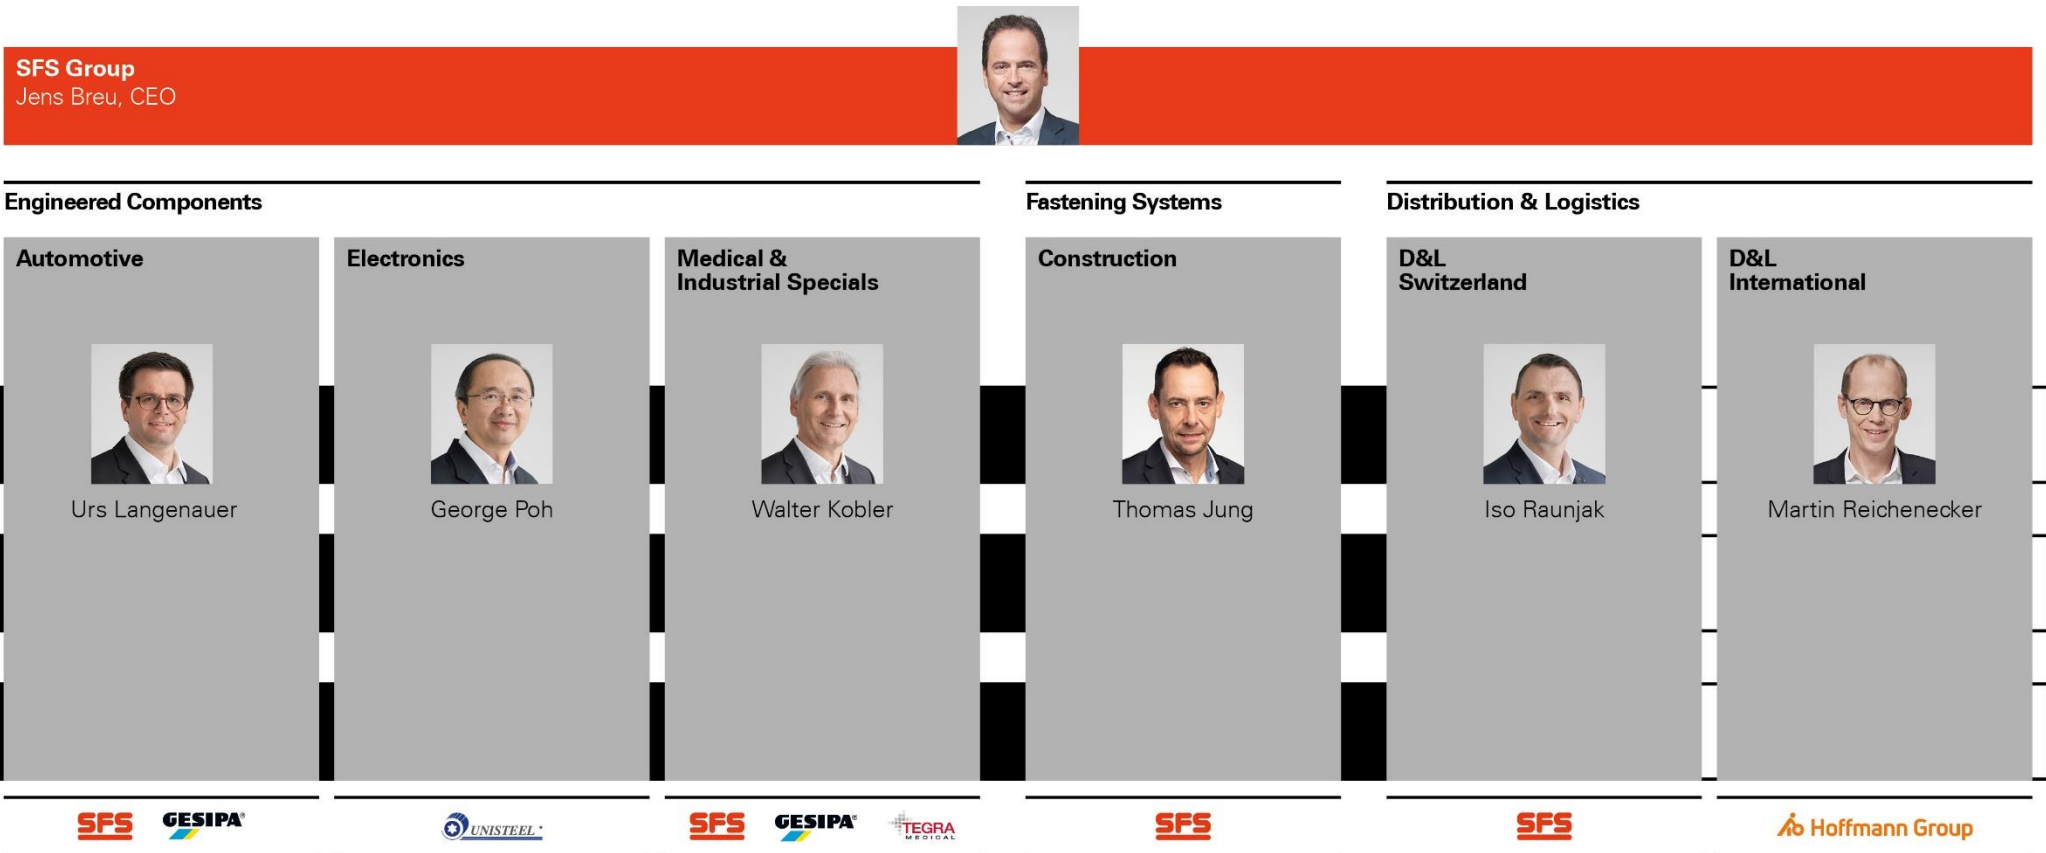 SFS Group
Jens Breu, CEO
Engineered Components
Fastening Systems
Distribution & Logistics
Automotive
Electronics
Medical &
Industrial Specials
Construction
D&L
Switzerland
D&L
International
Urs Langenauer
George Poh
Walter Kobler
Thomas Jung
Iso Raunjak
Martin Reichenecker
SFS
GESIPA®
UNISTEEL
SFS
GESIPA®
TEGRA
MEDICAL
SFS
SFS
Hoffmann Group